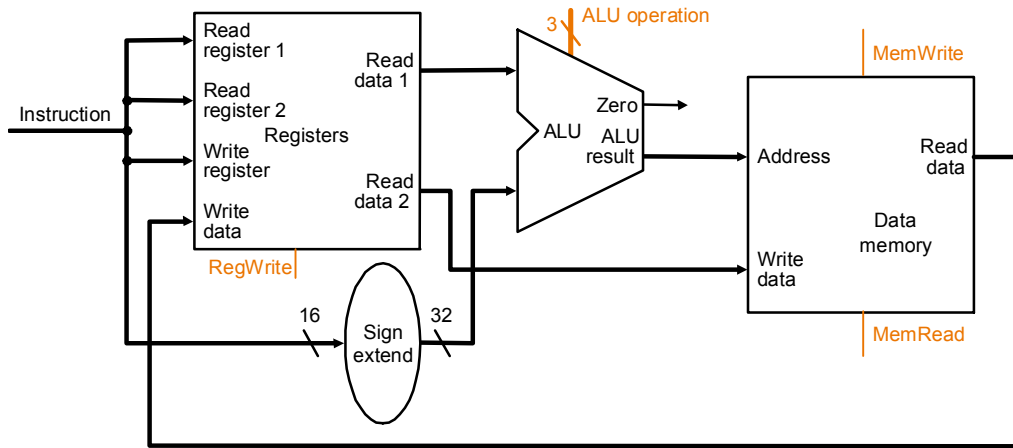 Instruction
Read
register 1
Read
register 2
Registers
Write
register
Write
data
Read
data 1
Read
data 2
RegWrite
16
Sign
extend
32
3
ALU operation
Zero
ALU
ALU
result
MemWrite
Address
Read
data
Data
memory
Write
data
MemRead